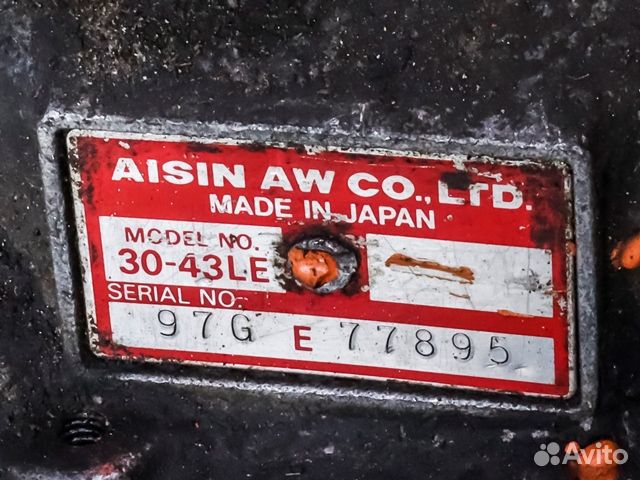 AISIN AW CO., LTD.
MADE IN JAPAN
MODEL NO.
30-43LE
SERIAL NO.
97G E 77895
Avito